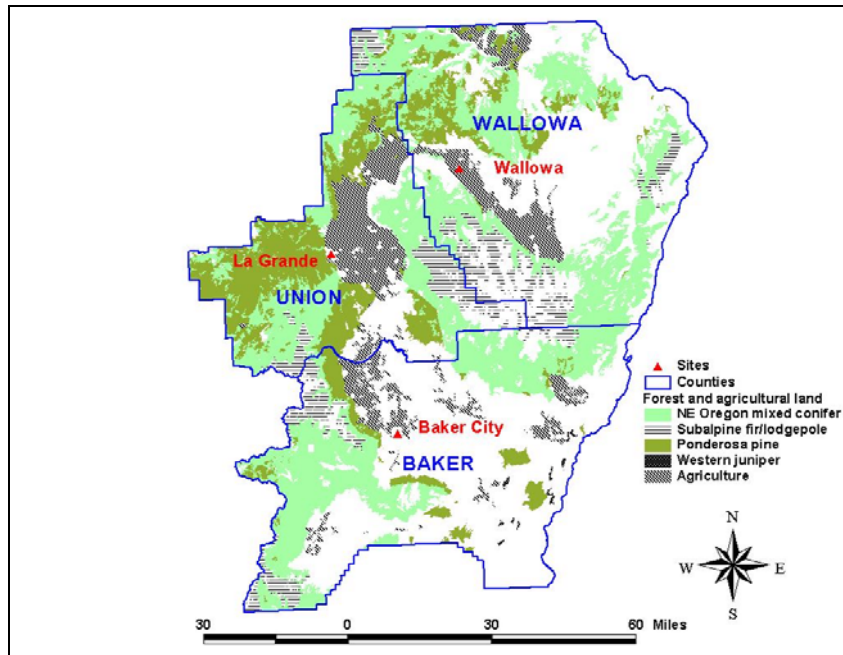 WALLOWA
Wallowa
La Grande
UNION
Baker City
BAKER
Sites
Counties
Forest and agricultural land
NE Oregon mixed conifer
Subalpine fir/lodgepole
Ponderosa pine
Western juniper
Agriculture
N
W E
S
30 0 30 60 Miles